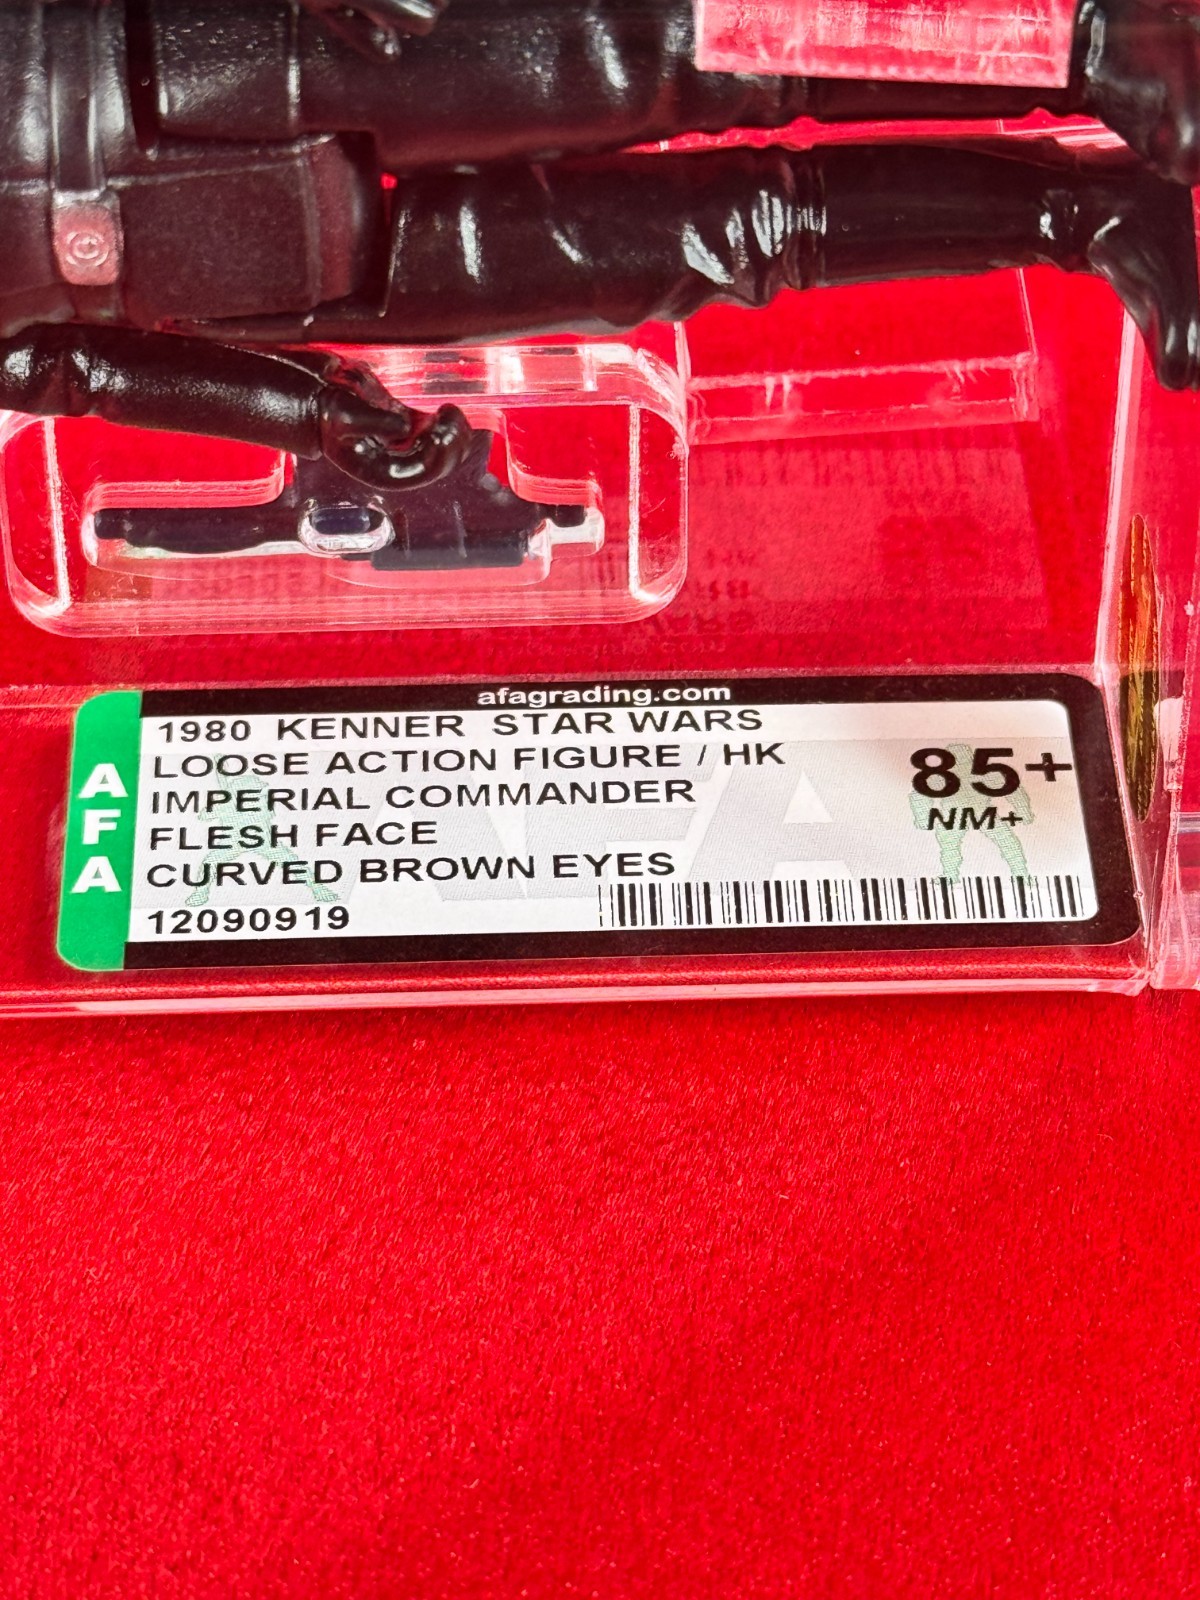 afagrading.com
1980 KENNER STAR WARS
LOOSE ACTION FIGURE / HK
IMPERIAL COMMANDER
FLESH FACE
CURVED BROWN EYES
12090919
85+
NM+
AFA